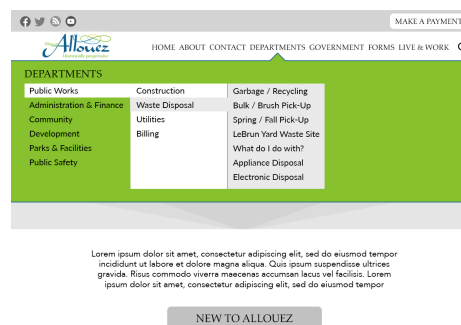 MAKE A PAYMENT
Allouez
HOME ABOUT CONTACT DEPARTMENTS GOVERNMENT FORMS LIVE & WORK
DEPARTMENTS
Public Works
Administration & Finance
Community
Development
Parks & Facilities
Public Safety
Construction
Waste Disposal
Utilities
Billing
Garbage / Recycling
Bulk / Brush Pick-Up
Spring / Fall Pick-Up
LeBrun Yard Waste Site
What do I do with?
Appliance Disposal
Electronic Disposal
Lorem ipsum dolor sit amet, consectetur adipiscing elit, sed do eiusmod tempor
incididunt ut labore et dolore magna aliqua. Quis ipsum suspendisse ultrices
gravida. Risus commodo viverra maecenas accumsan lacus vel facilisis. Lorem
ipsum dolor sit amet, consectetur adipiscing elit, sed do eiusmod tempor
NEW TO ALLOUEZ